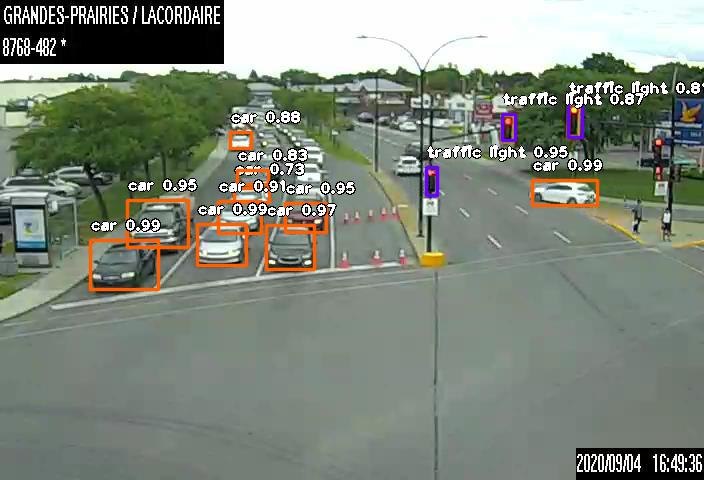 GRANDES-PRAIRIES / LACORDAIRE
8768-482 *
traffic light 0.81
traffic light 0.87
car 0.88
traffic light 0.95
car 0.83
car 0.99
0.73
car 0.95
car 0.91
car 0.95
car 0.99
car 0.97
car 0.99
2020/09/04 16:49:36